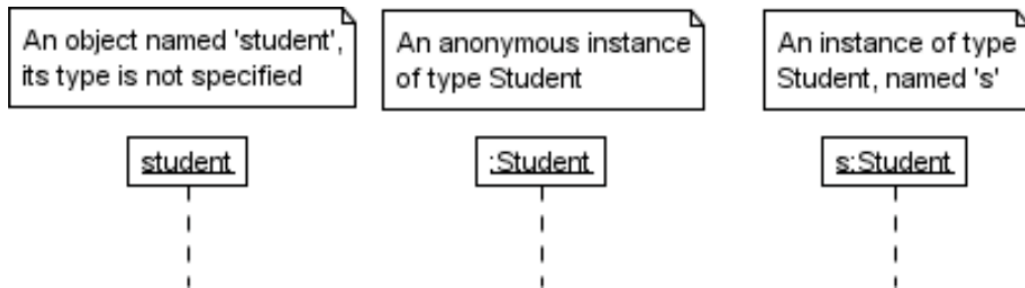 An object named 'student',
its type is not specified
An anonymous instance
of type Student
An instance of type
Student, named 's'
student
:Student
s:Student